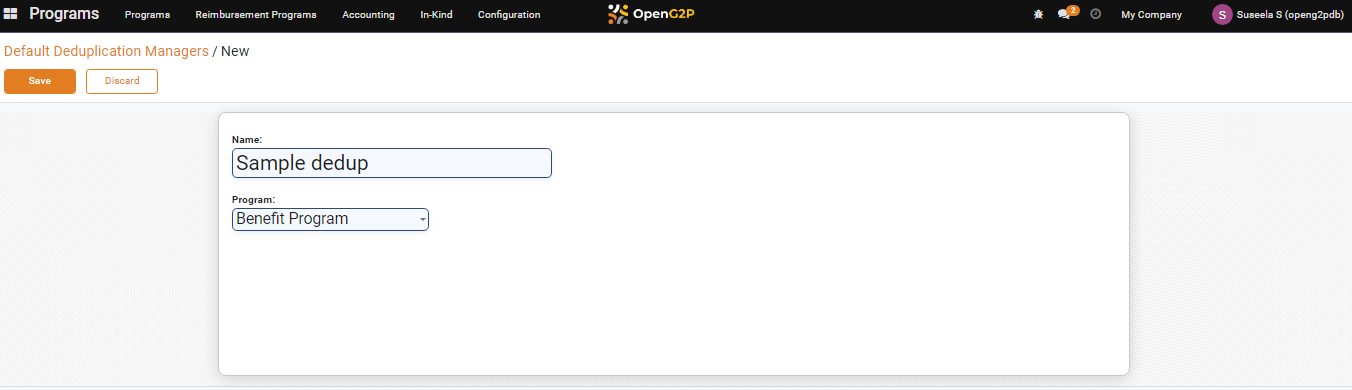 Programs Programs Reimbursement Programs Accounting In-Kind Configuration OpenG2P 2 My Company S Suseela S (openg2pdb)
Default Deduplication Managers / New
Save Discard
Name:
Sample dedup
Program:
Benefit Program